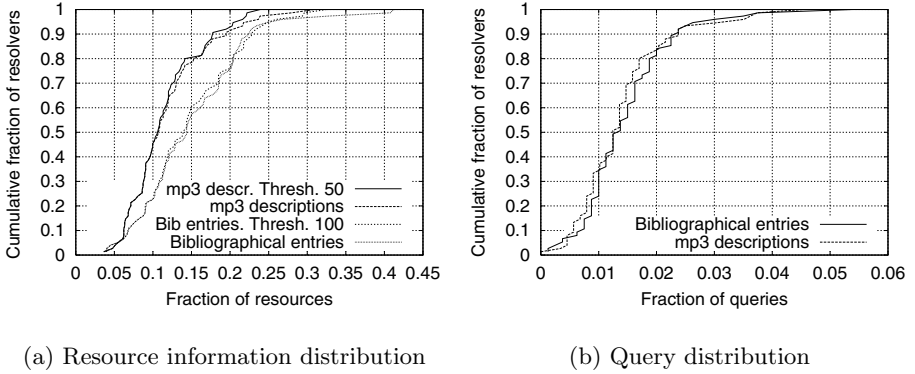 Cumulative fraction of resolvers
1
0.9
0.8
0.7
0.6
0.5
0.4
0.3
0.2
0.1
0
mp3 descr. Thresh. 50
mp3 descriptions
Bib entries. Thresh. 100
Bibliographical entries
0 0.05 0.1 0.15 0.2 0.25 0.3 0.35 0.4 0.45
Fraction of resources
(a) Resource information distribution
Cumulative fraction of resolvers
1
0.9
0.8
0.7
0.6
0.5
0.4
0.3
0.2
0.1
0
Bibliographical entries
mp3 descriptions
0 0.01 0.02 0.03 0.04 0.05 0.06
Fraction of queries
(b) Query distribution